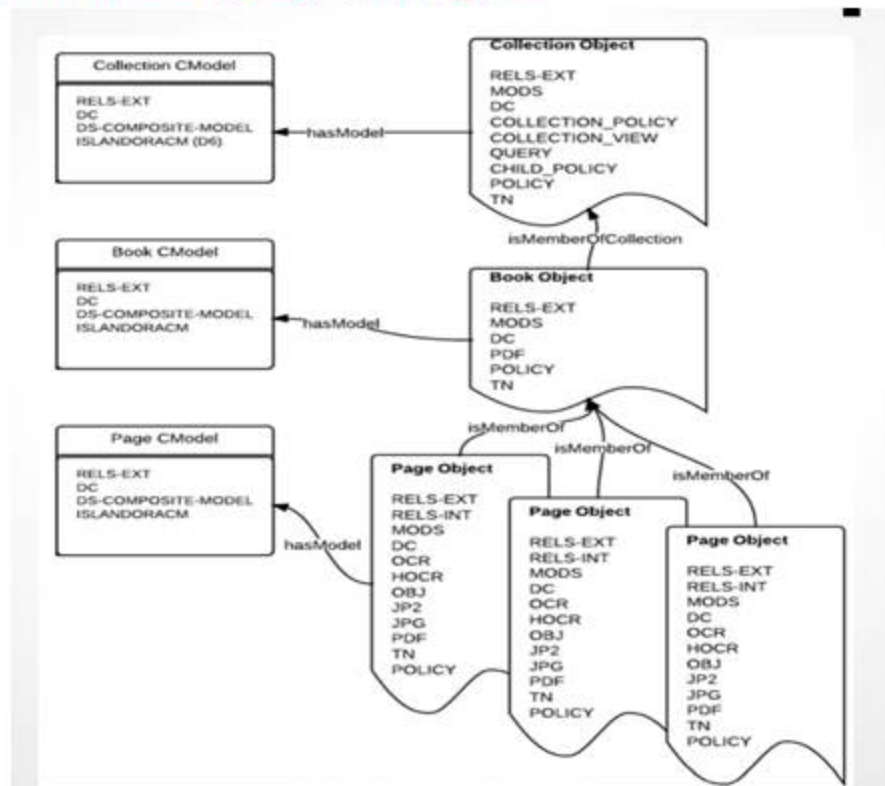 Collection CModel
RELS-EXT
DC
DS-COMPOSITE-MODEL
ISLANDORACM (D6)
hasModel
Collection Object
RELS-EXT
MODS
DC
COLLECTION_POLICY
COLLECTION_VIEW
QUERY
CHILD_POLICY
POLICY
TN
isMemberOfCollection
Book CModel
RELS-EXT
DC
DS-COMPOSITE-MODEL
ISLANDORACM
hasModel
Book Object
RELS-EXT
MODS
DC
PDF
POLICY
TN
isMemberOf
isMemberOf
isMemberOf
Page CModel
RELS-EXT
DC
DS-COMPOSITE-MODEL
ISLANDORACM
hasModel
Page Object
RELS-EXT
RELS-INT
MODS
DC
OCR
HOCR
OBJ
JP2
JPG
PDF
TN
POLICY
Page Object
RELS-EXT
RELS-INT
MODS
DC
OCR
HOCR
OBJ
JP2
JPG
PDF
TN
POLICY
Page Object
RELS-EXT
RELS-INT
MODS
DC
OCR
HOCR
OBJ
JP2
JPG
PDF
TN
POLICY